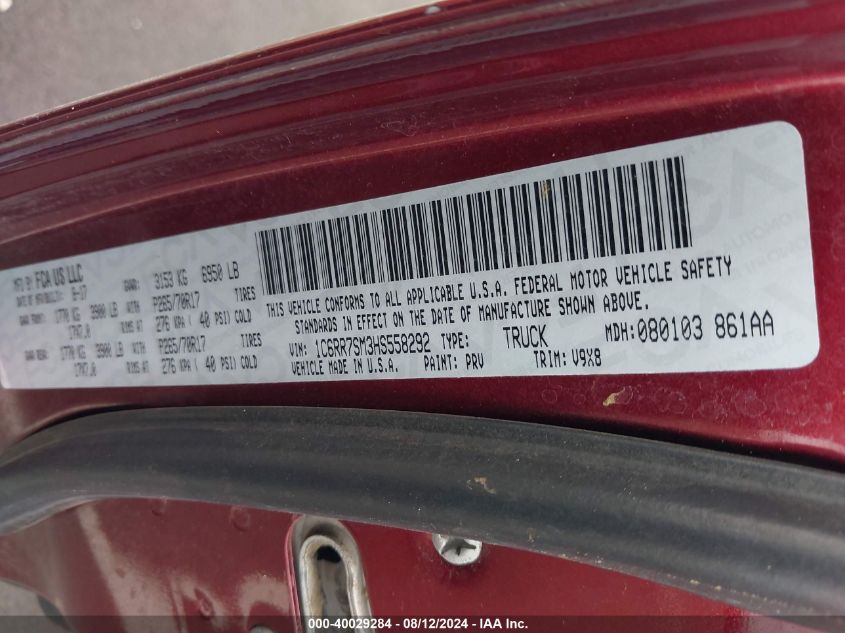 MFD BY FCA US LLC
DATE OF MFR: 8-17 GVWR: 3153 KG 6950 LB
GAWR FRONT: 1770 KG 3900 LB P265/70R17 TIRES
17X7.0 RIMS AT 276 KPA ( 40 PSI) COLD
1770 KG 3900 LB P265/70R17 TIRES
17X7.0 RIMS AT 276 KPA ( 40 PSI) COLD
THIS VEHICLE CONFORMS TO ALL APPLICABLE U.S.A. FEDERAL MOTOR VEHICLE SAFETY
STANDARDS IN EFFECT ON THE DATE OF MANUFACTURE SHOWN ABOVE.
VIN: 1C6RR7SM3HS558292 TYPE: TRUCK MDH: 080103 861AA
VEHICLE MADE IN U.S.A. PAINT: PRV TRIM: V9X8
000-40029284 - 08/12/2024 - IAA Inc.